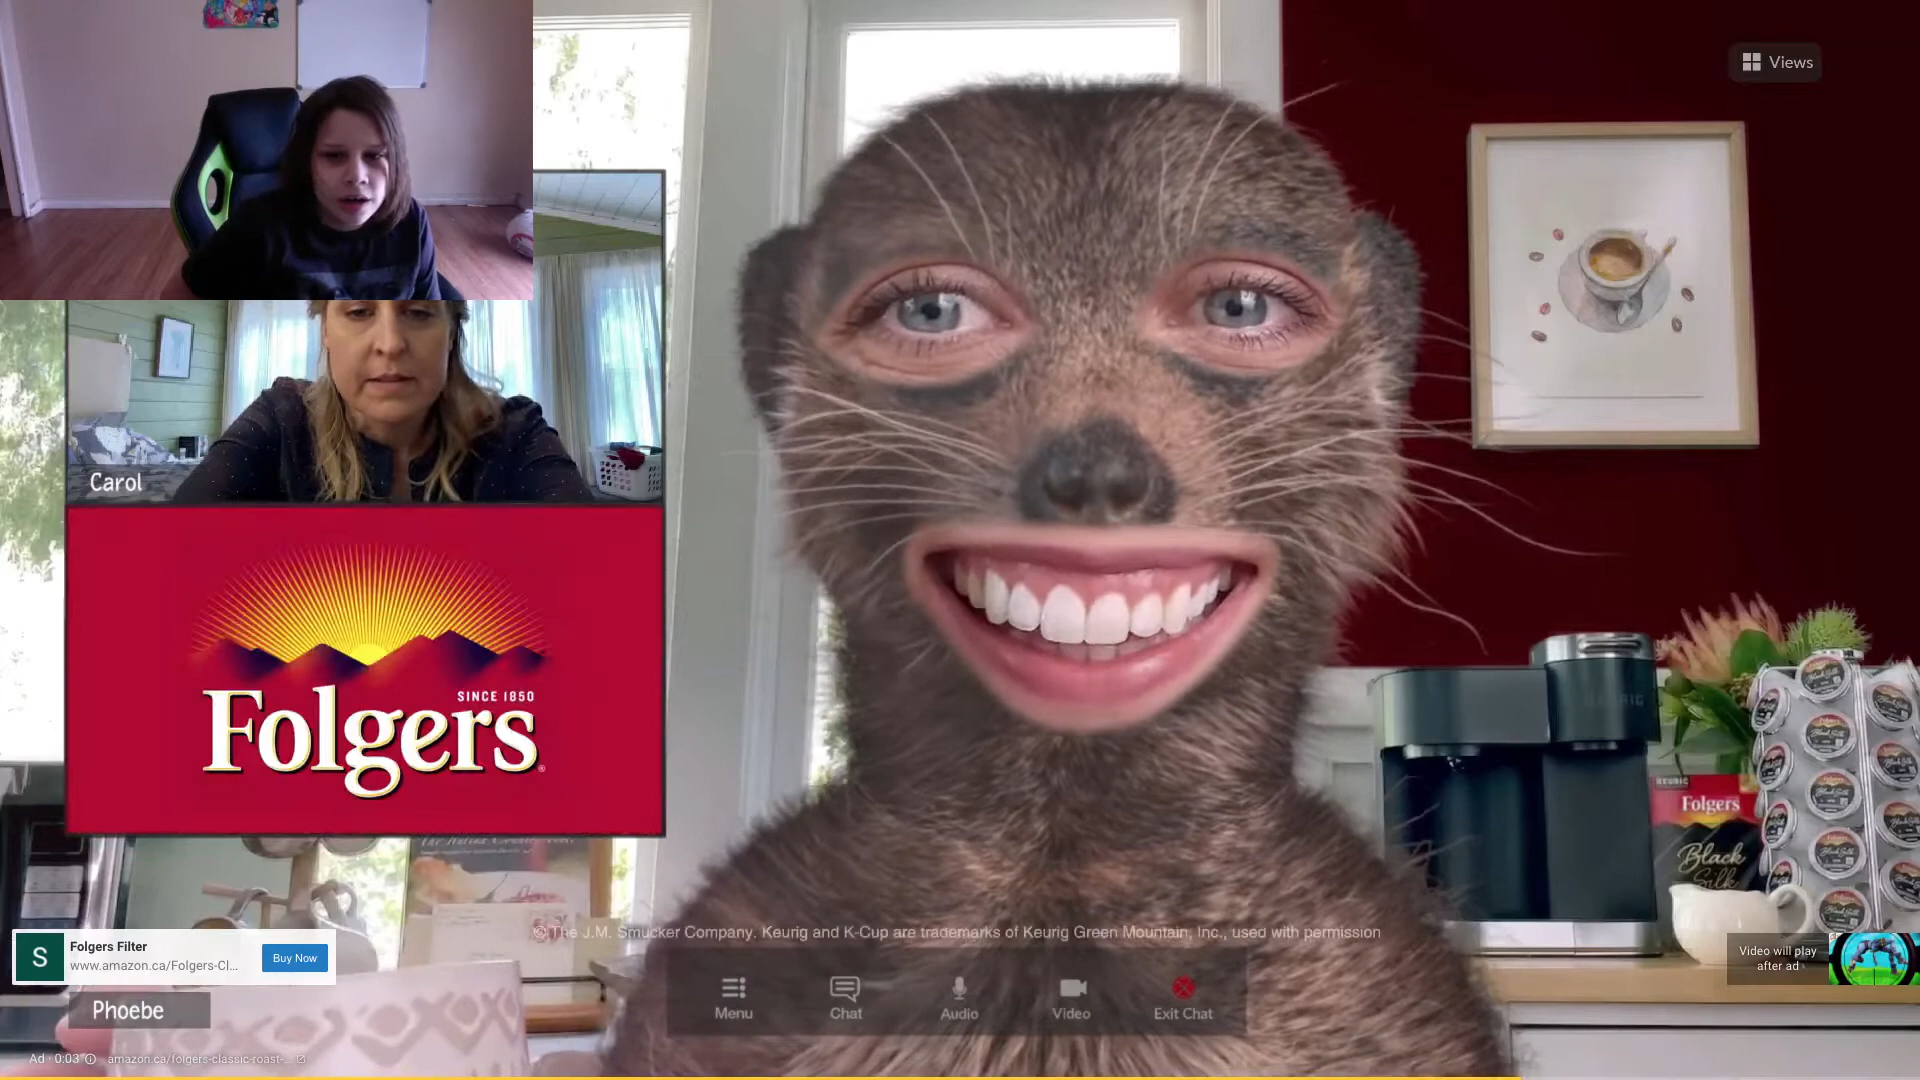 Views
Carol
SINCE 1850
Folgers
KEURIG
Folgers
Black
Silk
© The J.M. Smucker Company. Keurig and K-Cup are trademarks of Keurig Green Mountain, Inc., used with permission
S
Folgers Filter
www.amazon.ca/Folgers-Cl...
Buy Now
Video will play
after ad
Phoebe
Menu
Chat
Audio
Video
Exit Chat
Ad · 0:03
amazon.ca/folgers-classic-roast-...